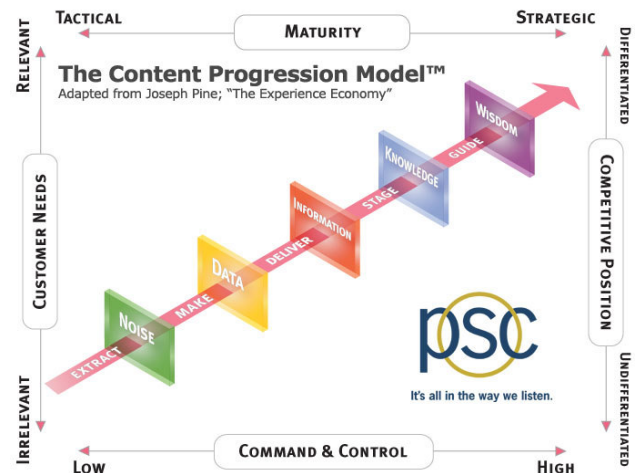 TACTICAL
MATURITY
STRATEGIC
RELEVANT
CUSTOMER NEEDS
IRRELEVANT
DIFFERENTIATED
COMPETITIVE POSITION
UNDIFFERENTIATED
The Content Progression Model™
Adapted from Joseph Pine; “The Experience Economy”
EXTRACT
NOISE
MAKE
DATA
DELIVER
INFORMATION
STAGE
KNOWLEDGE
GUIDE
WISDOM
psc
It's all in the way we listen.
LOW
COMMAND & CONTROL
HIGH